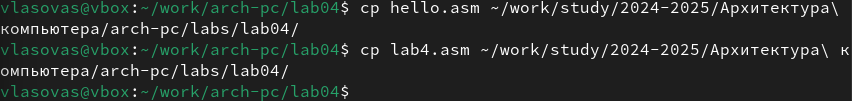 vlasovas@vbox:~/work/arch-pc/lab04$ cp hello.asm ~/work/study/2024-2025/Архитектура\
компьютера/arch-pc/labs/lab04/
vlasovas@vbox:~/work/arch-pc/lab04$ cp lab4.asm ~/work/study/2024-2025/Архитектура\ к
омпьютера/arch-pc/labs/lab04/
vlasovas@vbox:~/work/arch-pc/lab04$